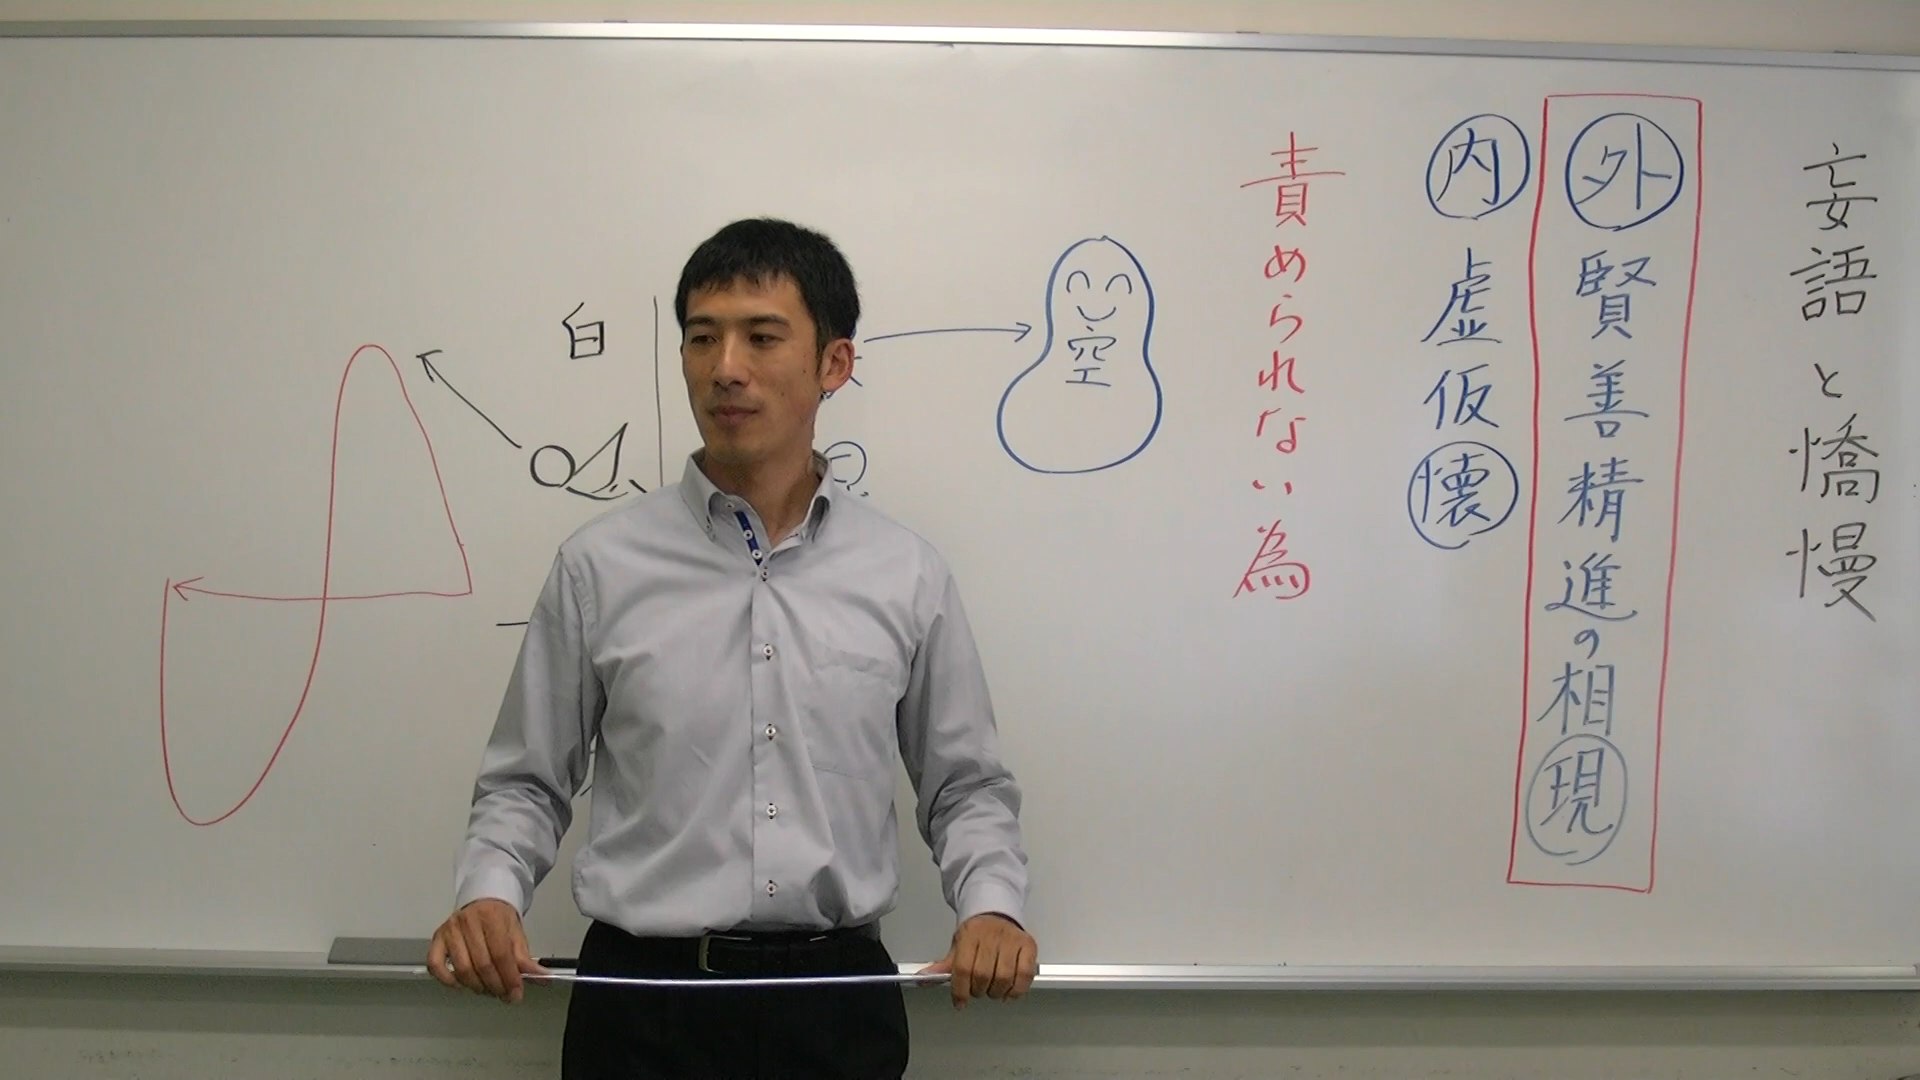 妄語と憍慢
外賢善精進の相現
内虚仮懐
責められない為
空
白